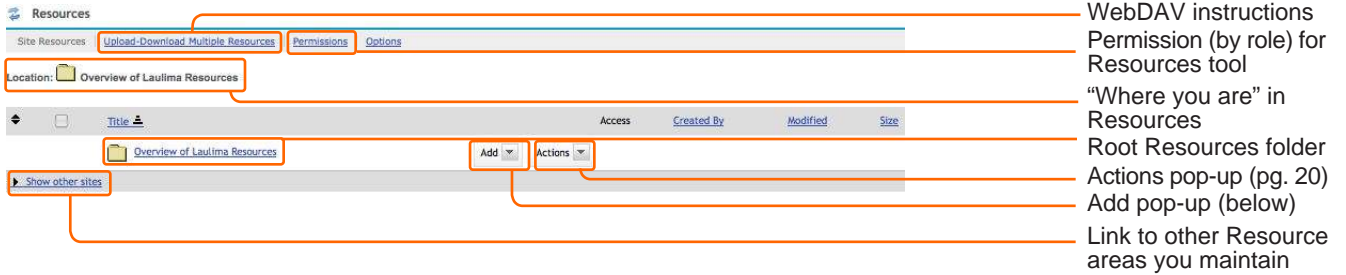 Resources
Site Resources Upload-Download Multiple Resources Permissions Options
Location: Overview of Laulima Resources
Title Access Created By Modified Size
Overview of Laulima Resources Add Actions
Show other sites
WebDAV instructions
Permission (by role) for
Resources tool
“Where you are” in
Resources
Root Resources folder
Actions pop-up (pg. 20)
Add pop-up (below)
Link to other Resource
areas you maintain